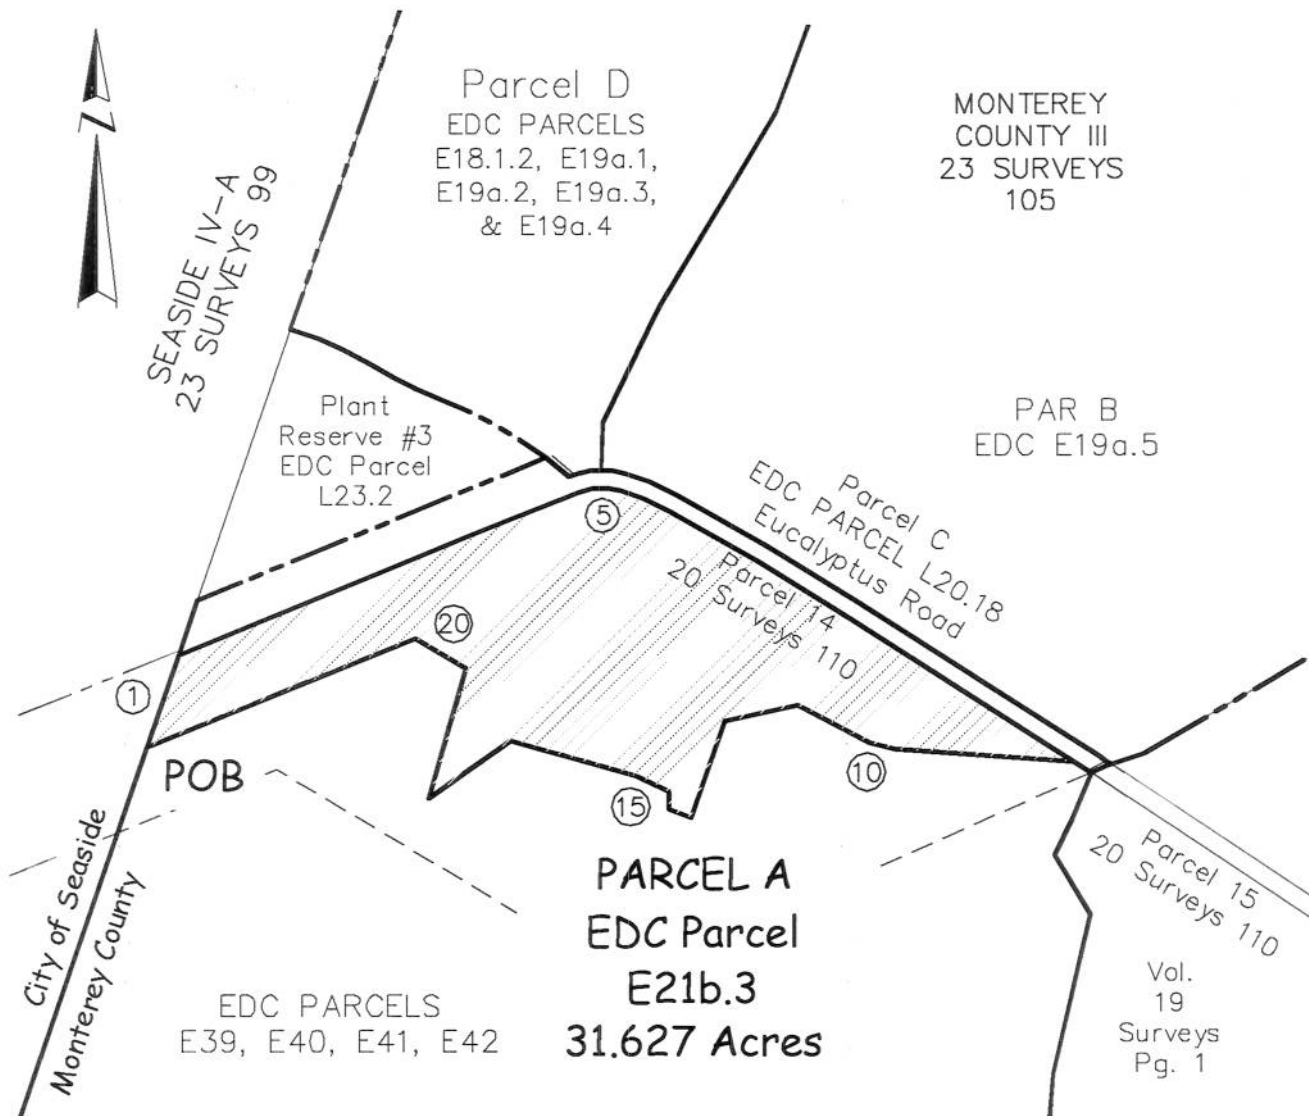 Parcel D
EDC PARCELS
E18.1.2, E19a.1,
E19a.2, E19a.3,
& E19a.4
MONTEREY
COUNTY III
23 SURVEYS
105
SEASIDE IV-A
23 SURVEYS 99
Plant
Reserve #3
EDC Parcel
L23.2
PAR B
EDC E19a.5
Parcel C
EDC PARCEL L20.18
Eucalyptus Road
5
Parcel 14
20 Surveys 110
20
1
POB
10
15
PARCEL A
EDC Parcel
E21b.3
31.627 Acres
Parcel 15
20 Surveys 110
City of Seaside
Monterey County
EDC PARCELS
E39, E40, E41, E42
Vol.
19
Surveys
Pg. 1